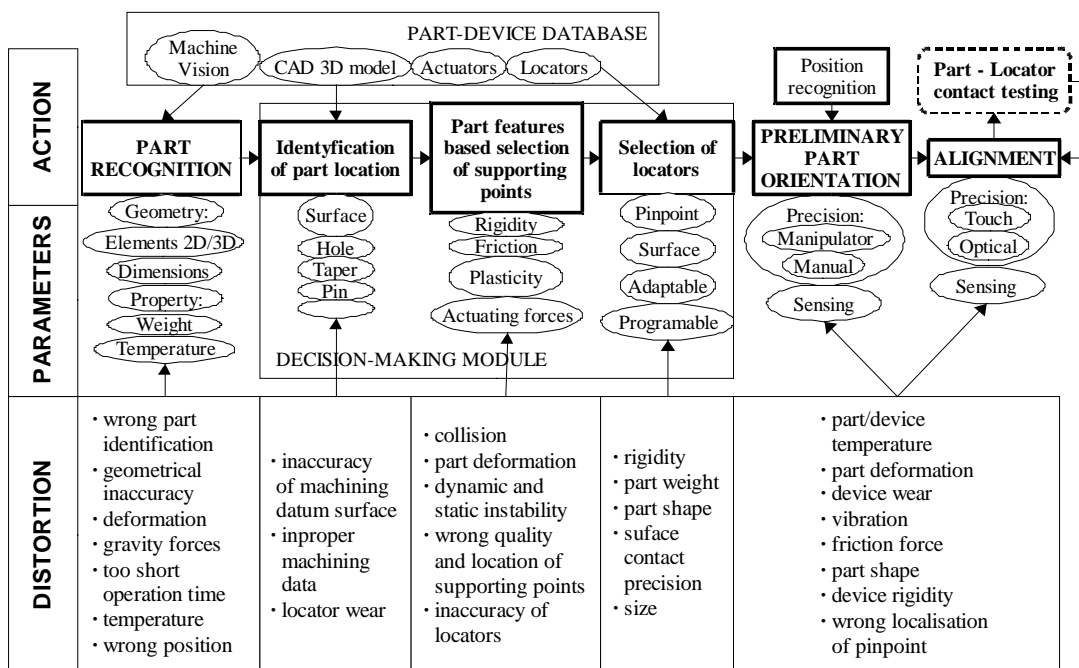 PART-DEVICE DATABASE
Machine
Vision
CAD 3D model
Actuators
Locators
ACTION
PART
RECOGNITION
Identyfication
of part location
Part features
based selection
of supporting
points
Selection of
locators
Position
recognition
PRELIMINARY
PART
ORIENTATION
Part - Locator
contact testing
ALIGNMENT
PARAMETERS
Geometry:
Elements 2D/3D
Dimensions
Property:
Weight
Temperature
Surface
Hole
Taper
Pin
Rigidity
Friction
Plasticity
Actuating forces
Pinpoint
Surface
Adaptable
Programable
DECISION-MAKING MODULE
Precision:
Manipulator
Manual
Sensing
Precision:
Touch
Optical
Sensing
DISTORTION
· wrong part
identification
· geometrical
inaccuracy
· deformation
· gravity forces
· too short
operation time
· temperature
· wrong position
· inaccuracy
of machining
datum surface
· inproper
machining
data
· locator wear
· collision
· part deformation
· dynamic and
static instability
· wrong quality
and location of
supporting points
· inaccuracy of
locators
· rigidity
· part weight
· part shape
· suface
contact
precision
· size
· part/device
temperature
· part deformation
· device wear
· vibration
· friction force
· part shape
· device rigidity
· wrong localisation
of pinpoint